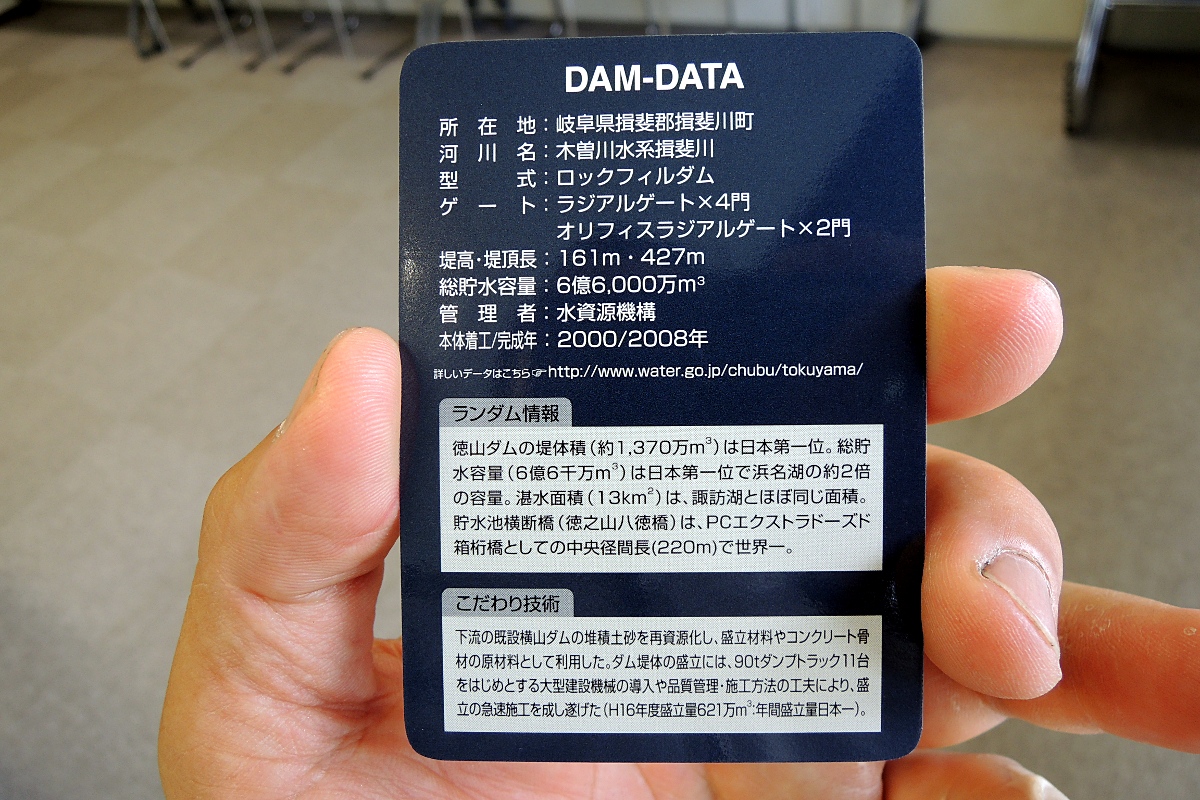 DAM-DATA
所在地：岐阜県揖斐郡揖斐川町
河川名：木曽川水系揖斐川
型式：ロックフィルダム
ゲート：ラジアルゲート×4門
オリフィスラジアルゲート×2門
堤高・堤頂長：161m・427m
総貯水容量：6億6,000万m³
管理者：水資源機構
本体着工/完成年：2000/2008年
詳しいデータはこちら☞http://www.water.go.jp/chubu/tokuyama/
ランダム情報
徳山ダムの堤体積（約1,370万m³）は日本第一位。総貯
水容量（6億6千万m³）は日本第一位で浜名湖の約2倍
の容量。湛水面積（13km²）は、諏訪湖とほぼ同じ面積。
貯水池横断橋（徳之山八徳橋）は、PCエクストラドーズド
箱桁橋としての中央径間長(220m)で世界一。
こだわり技術
下流の既設横山ダムの堆積土砂を再資源化し、盛立材料やコンクリート骨
材の原材料として利用した。ダム堤体の盛立には、90tダンプトラック11台
をはじめとする大型建設機械の導入や品質管理・施工方法の工夫により、盛
立の急速施工を成し遂げた（H16年度盛立量621万m³:年間盛立量日本一）。